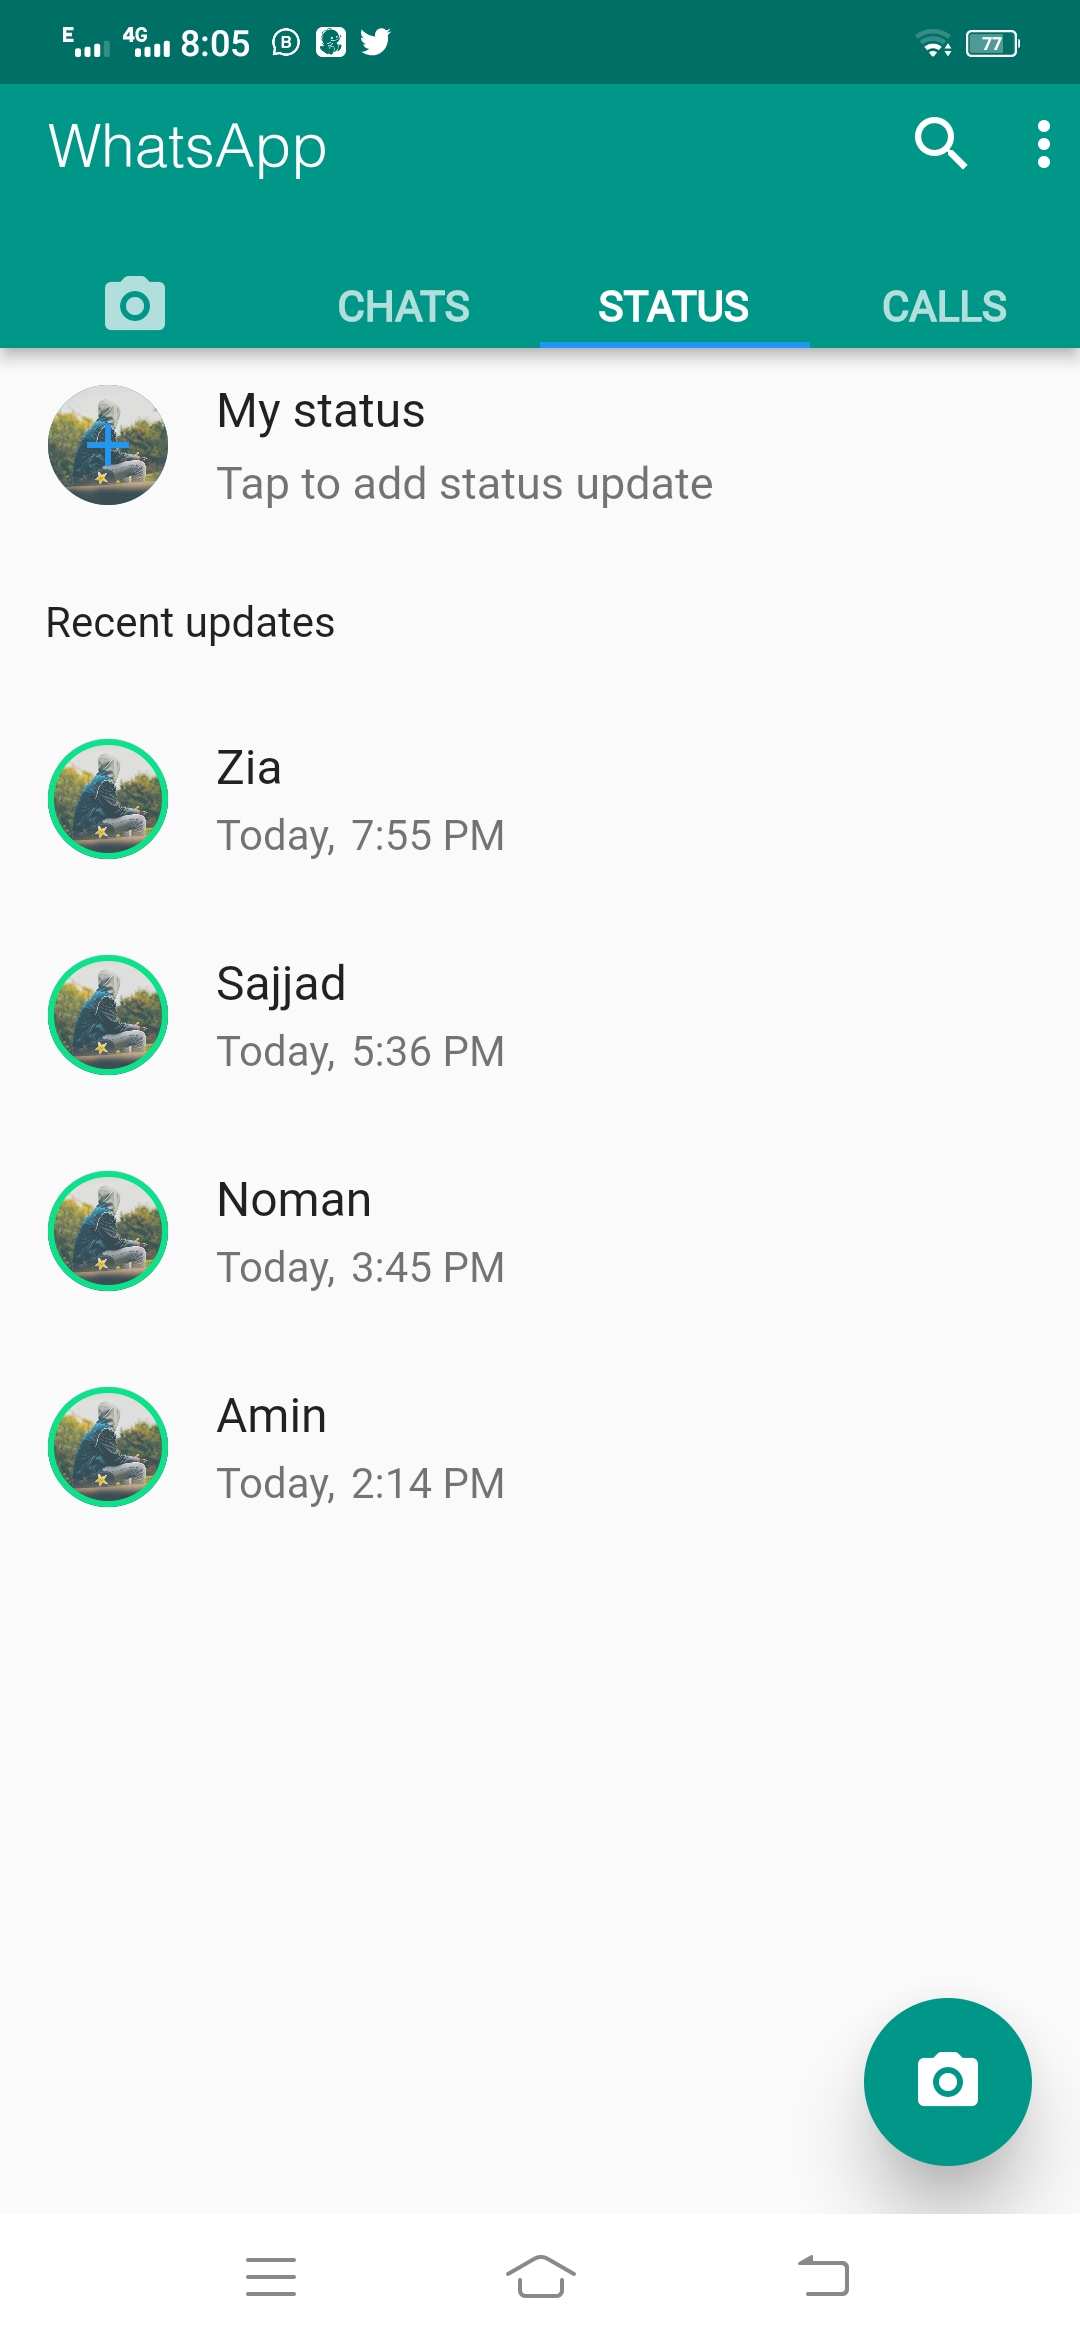 E 4G 8:05 B 77
WhatsApp
CHATS STATUS CALLS
My status
Tap to add status update
Recent updates
Zia
Today, 7:55 PM
Sajjad
Today, 5:36 PM
Noman
Today, 3:45 PM
Amin
Today, 2:14 PM